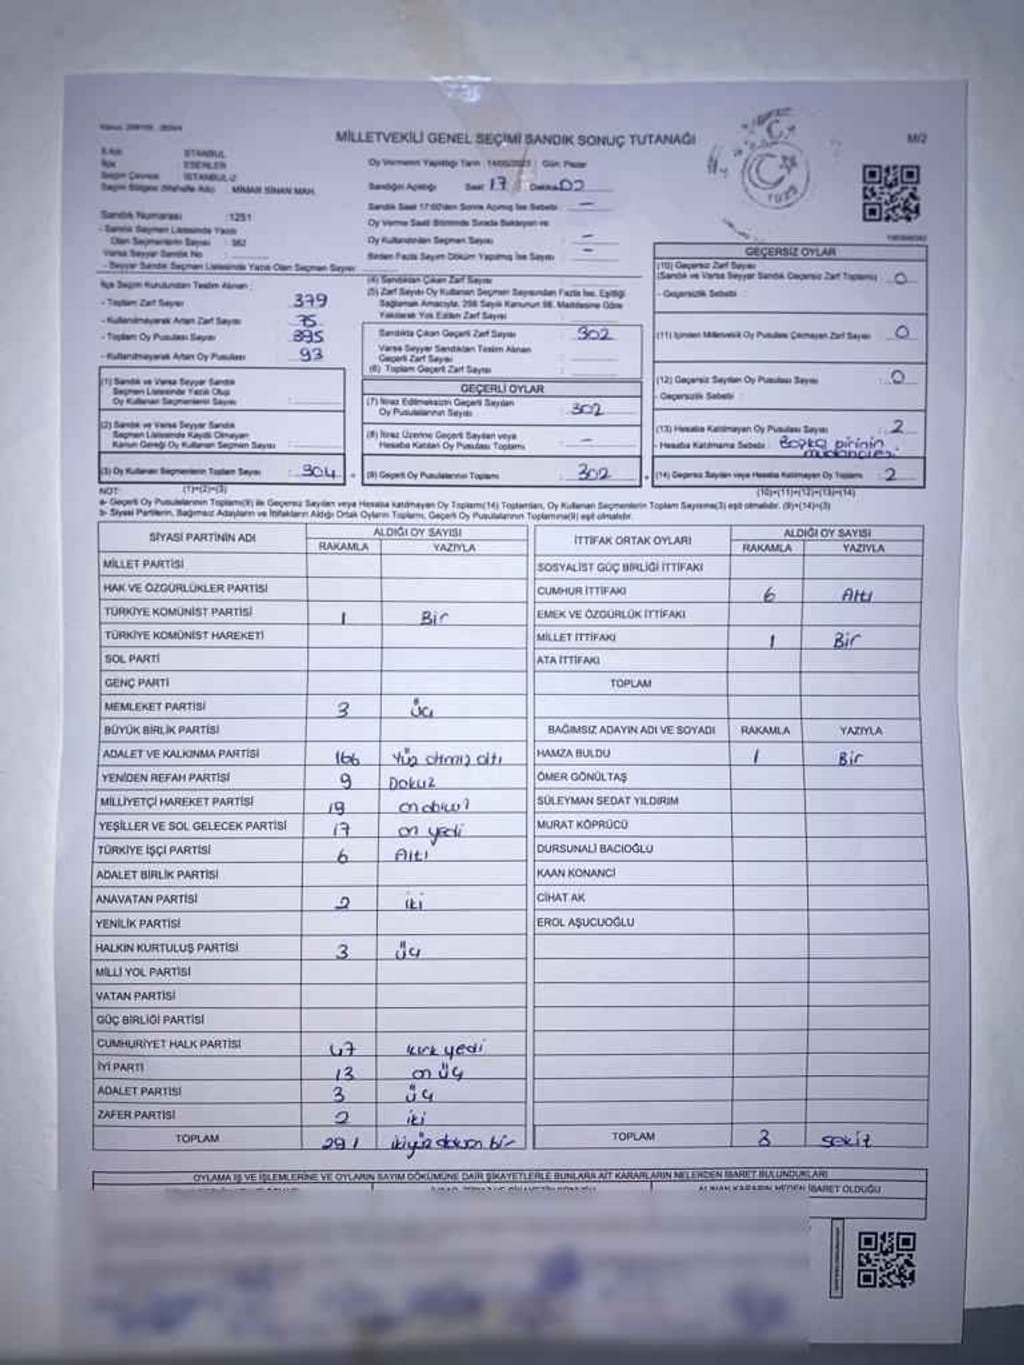 MİLLETVEKİLİ GENEL SEÇİMİ SANDIK SONUÇ TUTANAĞI
Mİ/2
İSTANBUL
ESENLER
İSTANBUL-2
Seçim Bölgesi (Mahalle Adı) : MİMAR SİNAN MAH.
Sandık Numarası : 1251
- Sandık Seçmen Listesinde Yazılı
Olan Seçmenlerin Sayısı
Varsa Seyyar Sandık No
- Seyyar Sandık Seçmen Listesinde Yazılı Olan Seçmen Sayısı
Oy Vermenin Yapıldığı Tarih : 14/05/2023 Gün: Pazar
Sandığın Açıldığı Saat 17 Dakika
Sandık Saat 17:00'den Sonra Açılmış İse Sebebi : -
Oy Verme Saati Bitiminde Sırada Bekleyen ve
Oy Kullandırılan Seçmen Sayısı : -
Birden Fazla Sayım Döküm Yapılmış İse Sayısı : -
İlçe Seçim Kurulundan Teslim Alınan :
- Toplam Zarf Sayısı 379
- Kullanılmayarak Artan Zarf Sayısı 75
- Toplam Oy Pusulası Sayısı 395
- Kullanılmayarak Artan Oy Pusulası 93
(1) Sandık ve Varsa Seyyar Sandık
Seçmen Listesinde Yazılı Olup
Oy Kullanan Seçmenlerin Sayısı :
(2) Sandık ve Varsa Seyyar Sandık
Seçmen Listesinde Kayıtlı Olmayan
Kanun Gereği Oy Kullanan Seçmen Sayısı :
(3) Oy Kullanan Seçmenlerin Toplam Sayısı : 304
(1)+(2)=(3)
(4) Sandıktan Çıkan Zarf Sayısı
(5) Zarf Sayısı Oy Kullanan Seçmen Sayısından Fazla İse, Eşitliği
Sağlamak Amacıyla, 298 Sayılı Kanunun 98. Maddesine Göre
Yakılarak Yok Edilen Zarf Sayısı
Sandıkta Çıkan Geçerli Zarf Sayısı 302
Varsa Seyyar Sandıktan Teslim Alınan
Geçerli Zarf Sayısı
(6) Toplam Geçerli Zarf Sayısı
GEÇERLİ OYLAR
(7) İtiraz Edilmeksizin Geçerli Sayılan
Oy Pusulalarının Sayısı : 302
(8) İtiraz Üzerine Geçerli Sayılan veya
Hesaba Katılan Oy Pusulası Toplamı : -
(9) Geçerli Oy Pusulalarının Toplamı : 302
GEÇERSİZ OYLAR
(10) Geçersiz Zarf Sayısı
(Sandık ve Varsa Seyyar Sandık Geçersiz Zarf Toplamı) : 0
- Geçersizlik Sebebi :
(11) İçinden Milletvekili Oy Pusulası Çıkmayan Zarf Sayısı : 0
(12) Geçersiz Sayılan Oy Pusulası Sayısı : 0
- Geçersizlik Sebebi :
(13) Hesaba Katılmayan Oy Pusulası Sayısı : 2
- Hesaba Katılmama Sebebi : Başka birinin
(14) Geçersiz Sayılan veya Hesaba Katılmayan Oy Toplamı : 2
(10)+(11)+(12)+(13)=(14)
NOT:
a- Geçerli Oy Pusulalarının Toplamı(9) ile Geçersiz Sayılan veya Hesaba katılmayan Oy Toplamı(14) Toplamları, Oy Kullanan Seçmenlerin Toplam Sayısına(3) eşit olmalıdır. (9)+(14)=(3)
b- Siyasi Partilerin, Bağımsız Adayların ve İttifakların Aldığı Ortak Oyların Toplamı, Geçerli Oy Pusulalarının Toplamına(9) eşit olmalıdır.
SİYASİ PARTİNİN ADI ALDIĞI OY SAYISI
RAKAMLA YAZIYLA
MİLLET PARTİSİ
HAK VE ÖZGÜRLÜKLER PARTİSİ
TÜRKİYE KOMÜNİST PARTİSİ 1 Bir
TÜRKİYE KOMÜNİST HAREKETİ
SOL PARTİ
GENÇ PARTİ
MEMLEKET PARTİSİ 3 üç
BÜYÜK BİRLİK PARTİSİ
ADALET VE KALKINMA PARTİSİ 166 Yüz altmış altı
YENİDEN REFAH PARTİSİ 9 Dokuz
MİLLİYETÇİ HAREKET PARTİSİ 19 on dokuz
YEŞİLLER VE SOL GELECEK PARTİSİ 17 on yedi
TÜRKİYE İŞÇİ PARTİSİ 6 Altı
ADALET BİRLİK PARTİSİ
ANAVATAN PARTİSİ 2 iki
YENİLİK PARTİSİ
HALKIN KURTULUŞ PARTİSİ 3 üç
MİLLİ YOL PARTİSİ
VATAN PARTİSİ
GÜÇ BİRLİĞİ PARTİSİ
CUMHURİYET HALK PARTİSİ 47 kırk yedi
İYİ PARTİ 13 on üç
ADALET PARTİSİ 3 üç
ZAFER PARTİSİ 2 iki
TOPLAM 291 ikiyüz doksan bir
İTTİFAK ORTAK OYLARI ALDIĞI OY SAYISI
RAKAMLA YAZIYLA
SOSYALİST GÜÇ BİRLİĞİ İTTİFAKI
CUMHUR İTTİFAKI 6 Altı
EMEK VE ÖZGÜRLÜK İTTİFAKI
MİLLET İTTİFAKI 1 Bir
ATA İTTİFAKI
TOPLAM
BAĞIMSIZ ADAYIN ADI VE SOYADI RAKAMLA YAZIYLA
HAMZA BULDU 1 Bir
ÖMER GÖNÜLTAŞ
SÜLEYMAN SEDAT YILDIRIM
MURAT KÖPRÜCÜ
DURSUNALİ BACIOĞLU
KAAN KONANCI
CİHAT AK
EROL AŞUCUOĞLU
TOPLAM 8 sekiz
OYLAMA İŞ VE İŞLEMLERİNE VE OYLARIN SAYIM DÖKÜMÜNE DAİR ŞİKAYETLERLE BUNLARA AİT KARARLARIN NELERDEN İBARET BULUNDUKLARI
ALINAN KARARIN NEDEN İBARET OLDUĞU